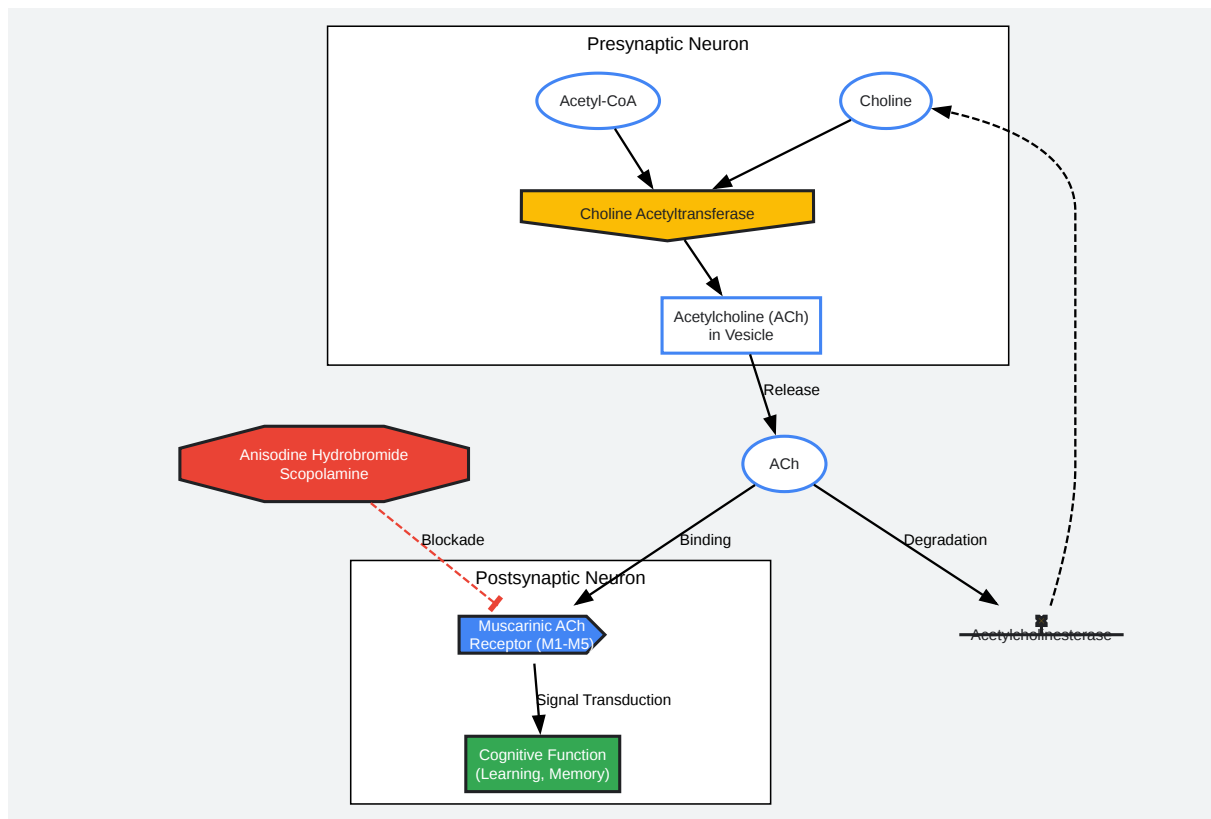 Presynaptic Neuron
Acetyl-CoA
Choline
Choline Acetyltransferase
Acetylcholine (ACh)
in Vesicle
Release
Anisodine Hydrobromide
Scopolamine
ACh
Blockade
Binding
Degradation
Postsynaptic Neuron
Muscarinic ACh
Receptor (M1-M5)
Acetylcholinesterase
Signal Transduction
Cognitive Function
(Learning, Memory)